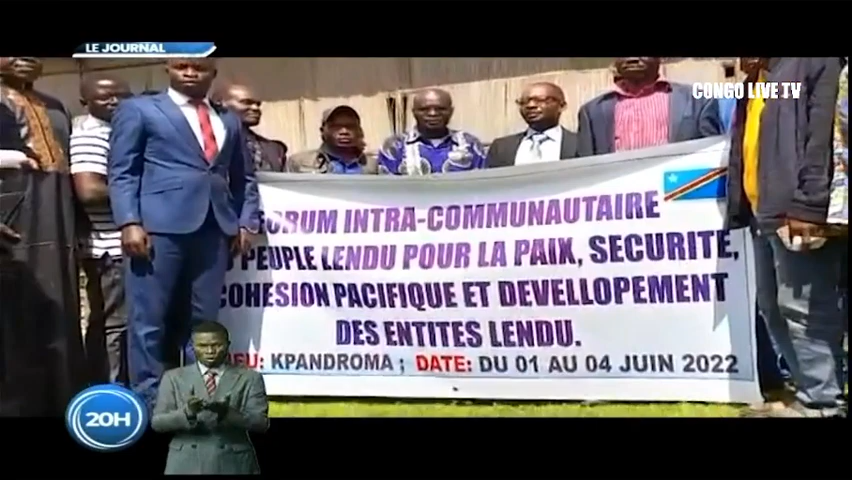 LE JOURNAL
CONGO LIVE TV
FORUM INTRA-COMMUNAUTAIRE
PEUPLE LENDU POUR LA PAIX, SECURITE,
COHESION PACIFIQUE ET DEVELLOPEMENT
DES ENTITES LENDU.
KPANDROMA ; DATE: DU 01 AU 04 JUIN 2022
20H